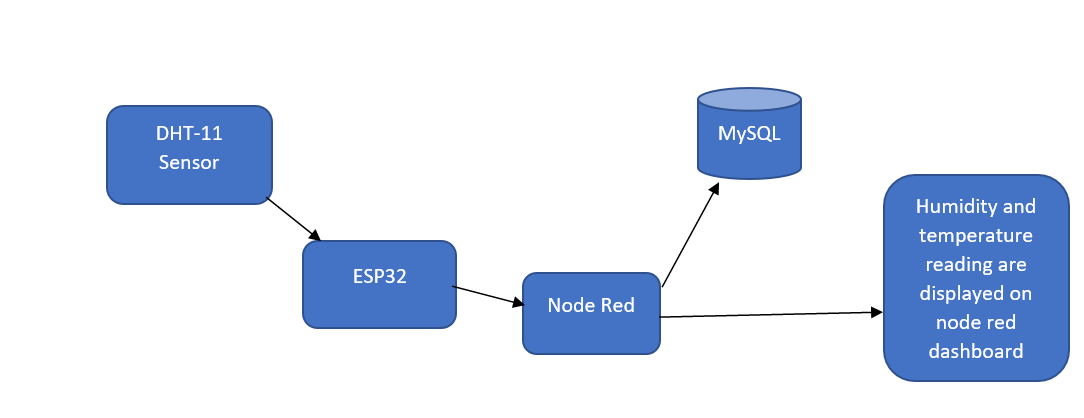 DHT-11
Sensor
ESP32
Node Red
MySQL
Humidity and
temperature
reading are
displayed on
node red
dashboard